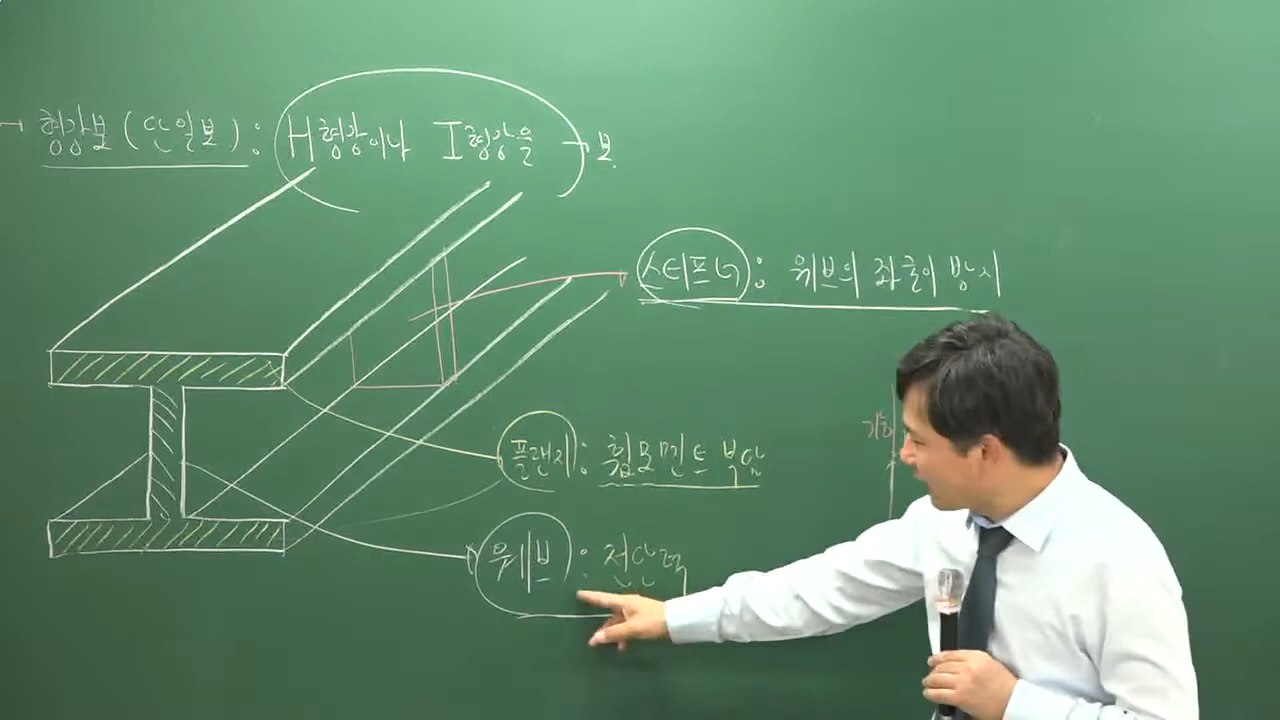 → 형강보 (단일보) : H형강이나 I형강을 → 보.
스티프너 : 웨브의 좌굴이 방지
플랜지 : 휨모멘트 부담
웨브 : 전단력